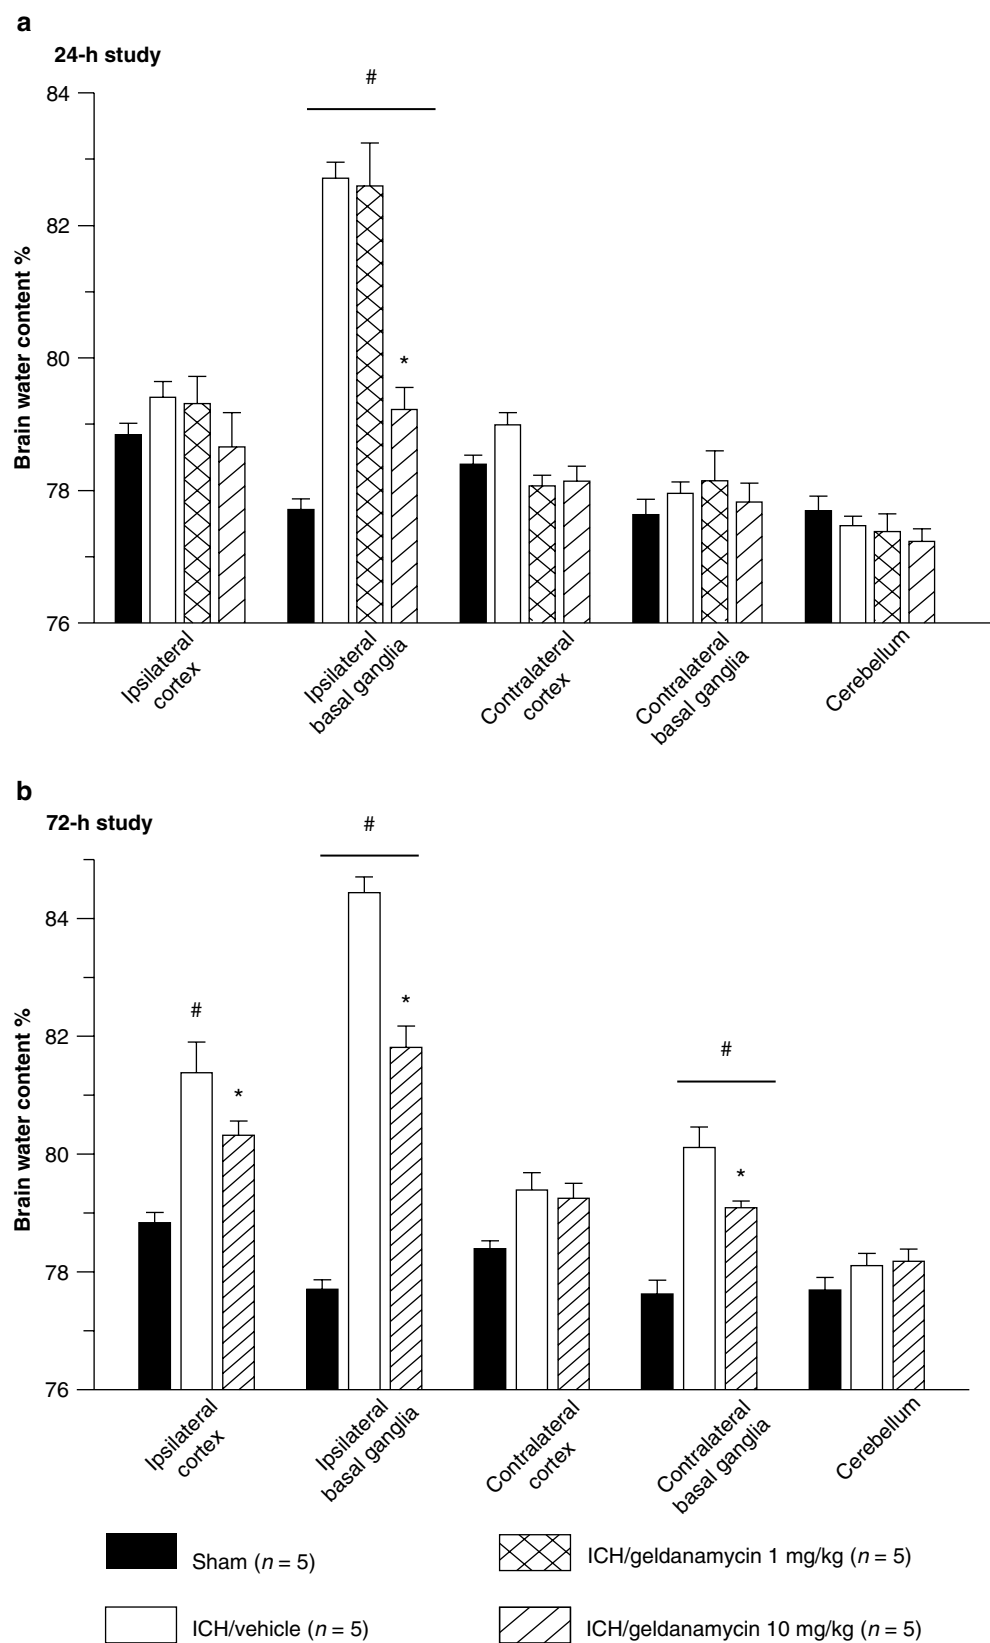 a
24-h study
#
84
82
80
78
76
*
Brain water content %
Ipsilateral
cortex
Ipsilateral
basal ganglia
Contralateral
cortex
Contralateral
basal ganglia
Cerebellum
b
72-h study
#
84
82
80
78
76
#
*
*
#
*
Brain water content %
Ipsilateral
cortex
Ipsilateral
basal ganglia
Contralateral
cortex
Contralateral
basal ganglia
Cerebellum
Sham (n = 5)
ICH/geldanamycin 1 mg/kg (n = 5)
ICH/vehicle (n = 5)
ICH/geldanamycin 10 mg/kg (n = 5)